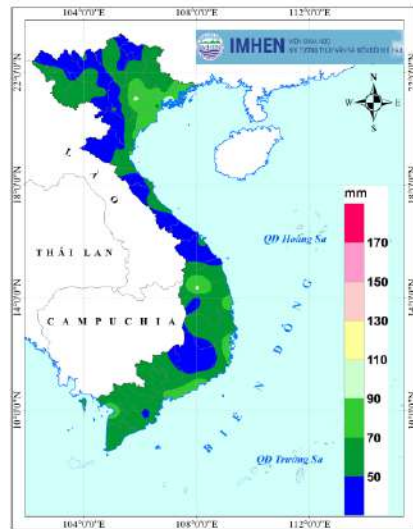 104°0'0"E 108°0'0"E 112°0'0"E
IMHEN
22°0'0"N
N
W E
S
18°0'0"N
LÀO
mm
QĐ Hoàng Sa
THÁI LAN
170
150
14°0'0"N
CAMPUCHIA
130
110
BIỂN ĐÔNG
90
10°0'0"N
70
QĐ Trường Sa
50
104°0'0"E 108°0'0"E 112°0'0"E